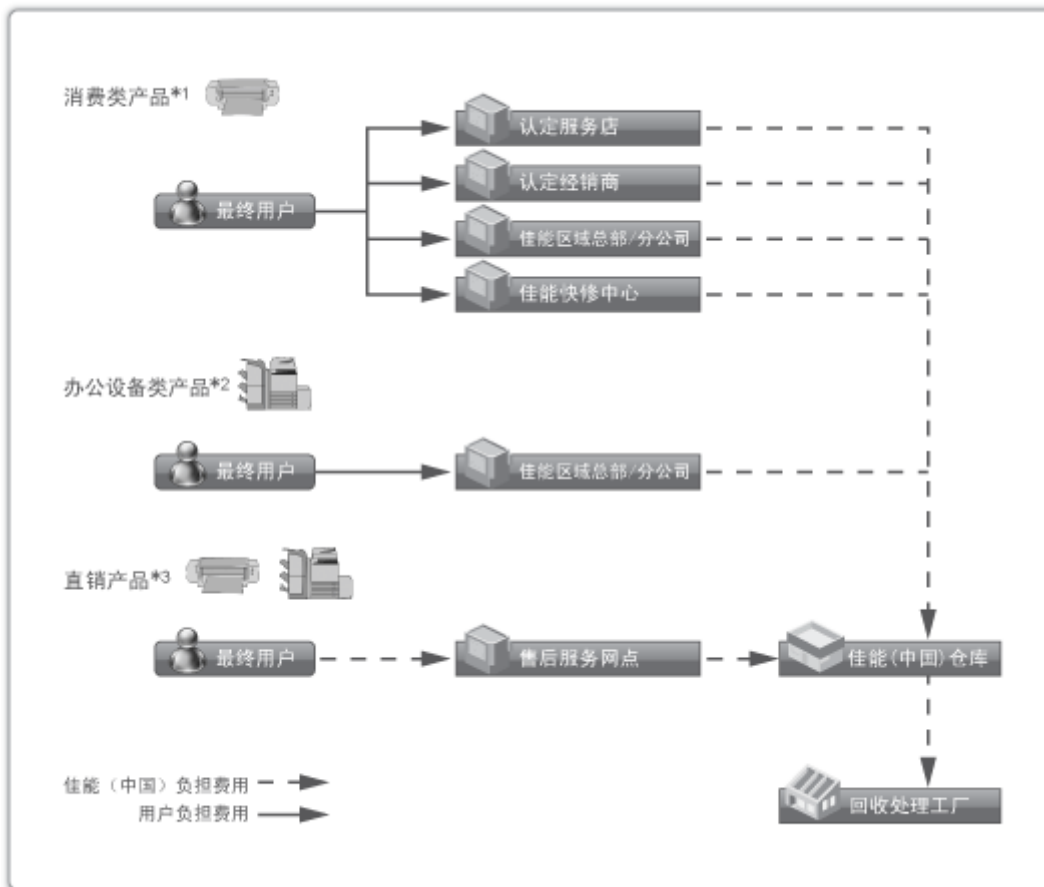 消费类产品*1
认定服务店
认定经销商
最终用户
佳能区域总部/分公司
佳能快修中心
办公设备类产品*2
最终用户
佳能区域总部/分公司
直销产品*3
最终用户
售后服务网点
佳能(中国)仓库
佳能（中国）负担费用
用户负担费用
回收处理工厂